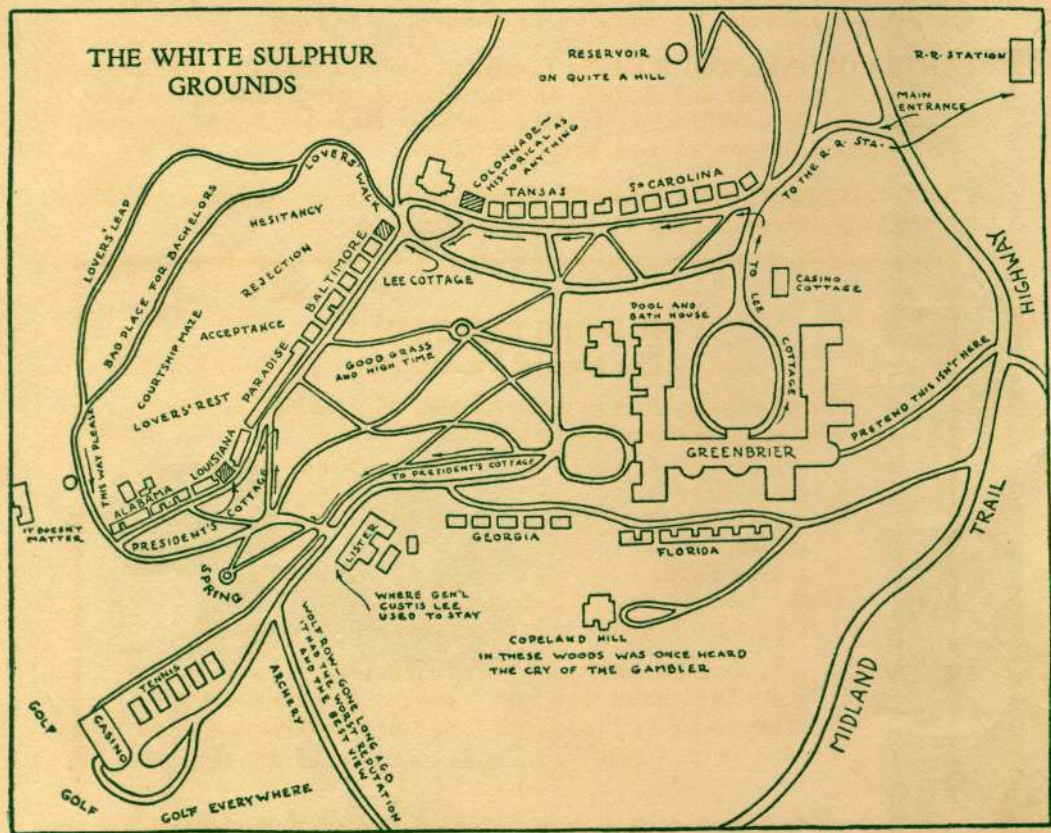 THE WHITE SULPHUR
GROUNDS
RESERVOIR
ON QUITE A HILL
R-R-STATION
MAIN
ENTRANCE
TO THE R.R. STA.
COLONNADE—
HISTORICAL AS
ANYTHING
TANSAS
SO CAROLINA
LOVERS' WALK
LOVERS' LEAD
BAD PLACE FOR BACHELORS
HESITANCY
REJECTION
COURTSHIP MAZE
ACCEPTANCE
LOVERS' REST
BALTIMORE
PARADISE
LOUISIANA
ALABAMA
LEE COTTAGE
GOOD GRASS
AND HIGH TIME
POOL AND
BATH HOUSE
TO LEE
COTTAGE
CASINO
COTTAGE
HIGHWAY
PRETEND THIS ISN'T HERE
GREENBRIER
TO PRESIDENT'S COTTAGE
THIS WAY PLEASE
IT DOESN'T
MATTER
PRESIDENT'S COTTAGE
SPRING
LISTER
WHERE GEN'L
CUSTIS LEE
USED TO STAY
GEORGIA
FLORIDA
TRAIL
MIDLAND
COPELAND HILL
IN THESE WOODS WAS ONCE HEARD
THE CRY OF THE GAMBLER
WOLF ROW—GONE LONG AGO
IT HAD THE WORST REPUTATION
AND THE BEST VIEW
ARCHERY
TENNIS
CASINO
GOLF
GOLF
GOLF EVERYWHERE